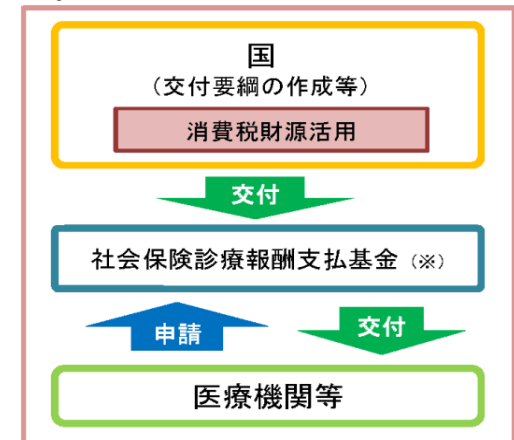 国
（交付要綱の作成等）
消費税財源活用
交付
社会保険診療報酬支払基金（※）
申請
交付
医療機関等